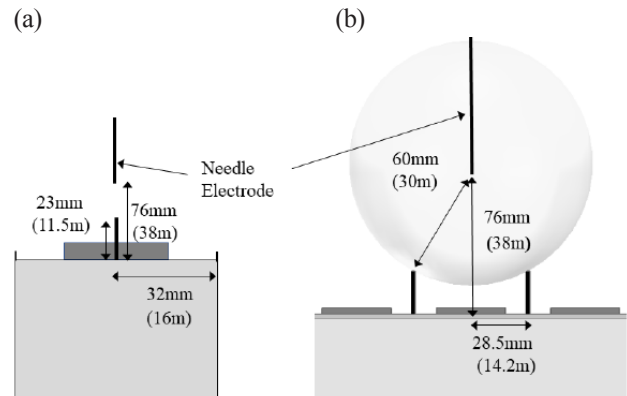 (a)
(b)
Needle
Electrode
23mm
(11.5m)
76mm
(38m)
32mm
(16m)
60mm
(30m)
76mm
(38m)
28.5mm
(14.2m)